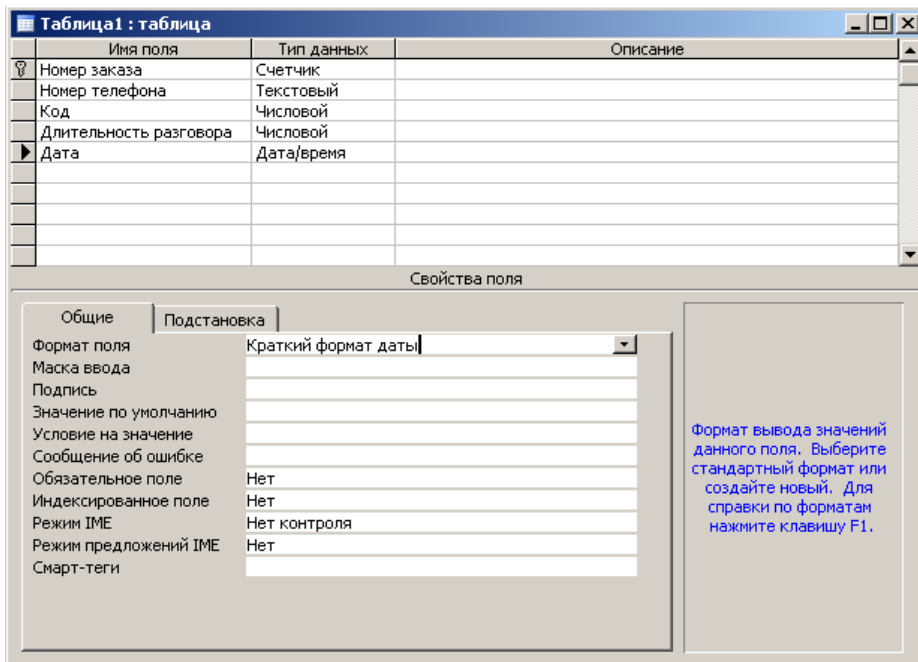 Таблица1 : таблица
Имя поля Тип данных Описание
Номер заказа Счетчик
Номер телефона Текстовый
Код Числовой
Длительность разговора Числовой
Дата Дата/время
Свойства поля
Общие Подстановка
Формат поля Краткий формат даты
Маска ввода
Подпись
Значение по умолчанию
Условие на значение
Сообщение об ошибке
Обязательное поле Нет
Индексированное поле Нет
Режим IME Нет контроля
Режим предложений IME Нет
Смарт-теги
Формат вывода значений
данного поля. Выберите
стандартный формат или
создайте новый. Для
справки по форматам
нажмите клавишу F1.